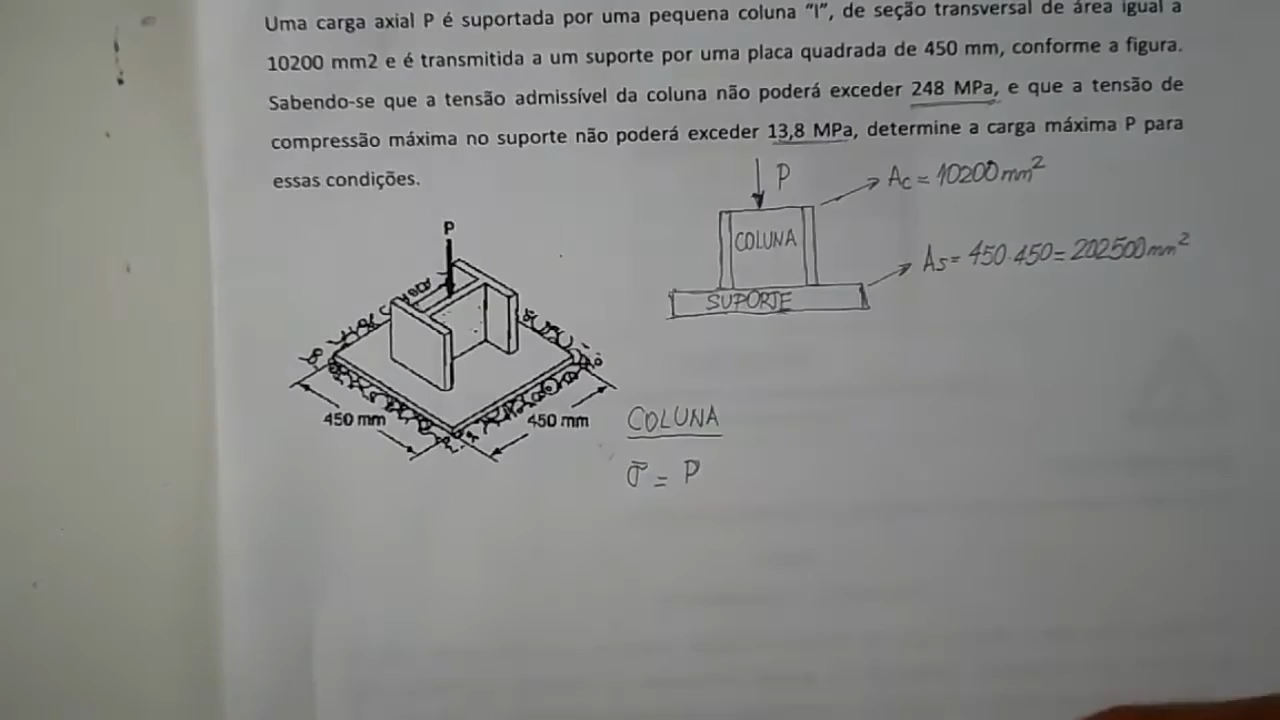 Uma carga axial P é suportada por uma pequena coluna "I", de seção transversal de área igual a
10200 mm2 e é transmitida a um suporte por uma placa quadrada de 450 mm, conforme a figura.
Sabendo-se que a tensão admissível da coluna não poderá exceder 248 MPa, e que a tensão de
compressão máxima no suporte não poderá exceder 13,8 MPa, determine a carga máxima P para
essas condições.
P
Ac = 10200 mm²
COLUNA
As = 450 · 450 = 202500 mm²
SUPORTE
P
450 mm
450 mm
COLUNA
σ̄ = P